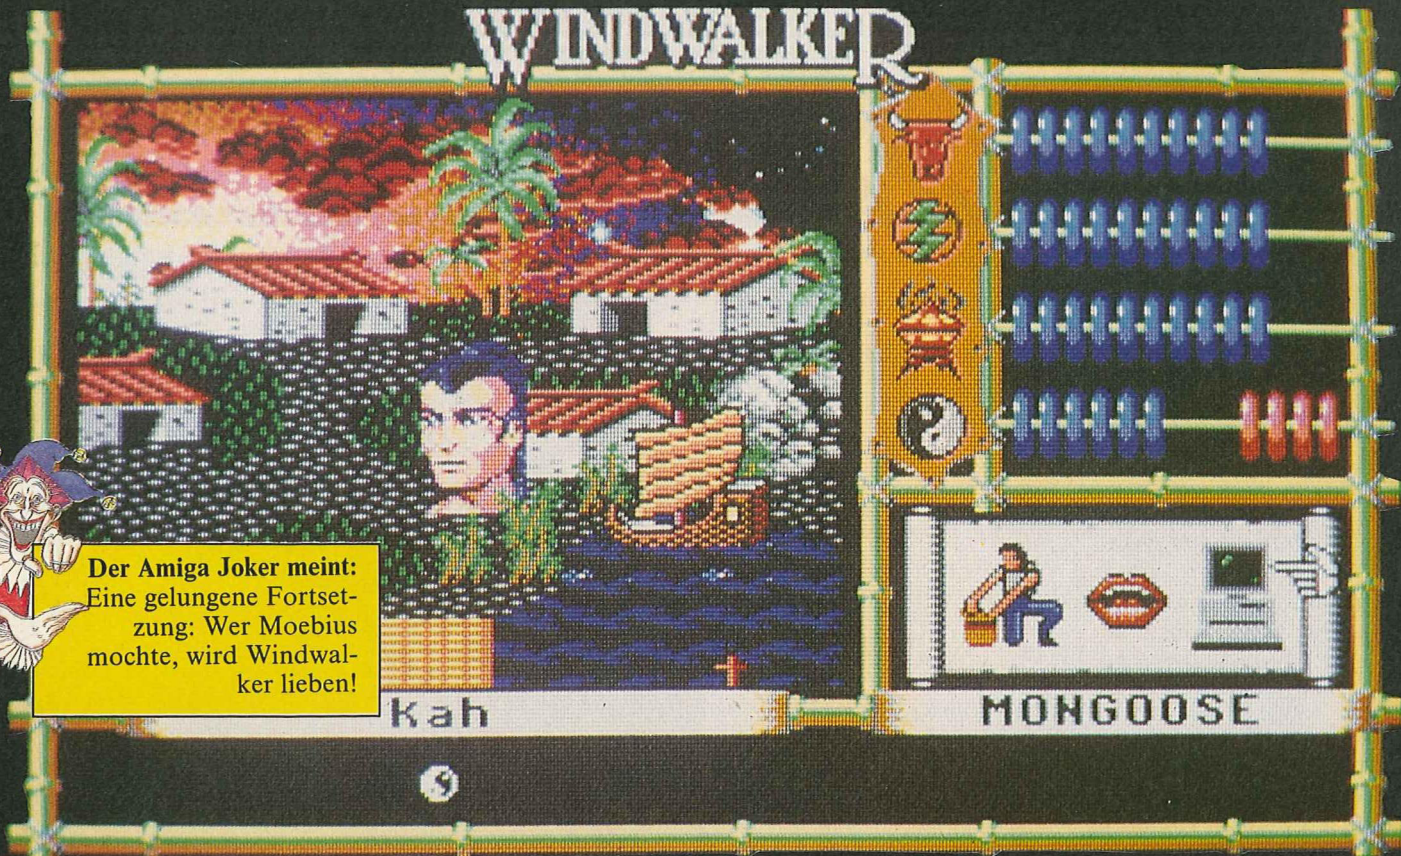 WINDWALKER
Der Amiga Joker meint:
Eine gelungene Fortset-
zung: Wer Moebius
mochte, wird Windwal-
ker lieben!
Kah
MONGOOSE